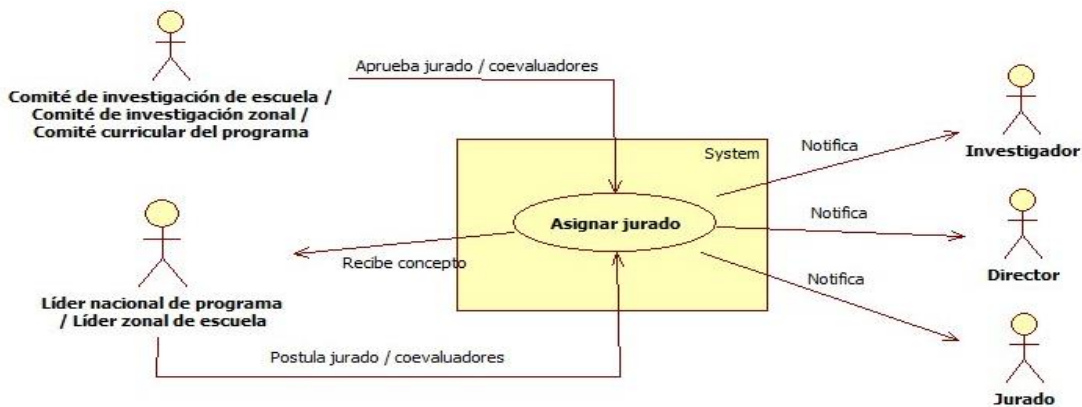 Aprueba jurado / coevaluadores
Comité de investigación de escuela /
Comité de investigación zonal /
Comité curricular del programa
System
Notifica
Investigador
Asignar jurado
Notifica
Director
Recibe concepto
Notifica
Líder nacional de programa
/ Líder zonal de escuela
Postula jurado / coevaluadores
Jurado